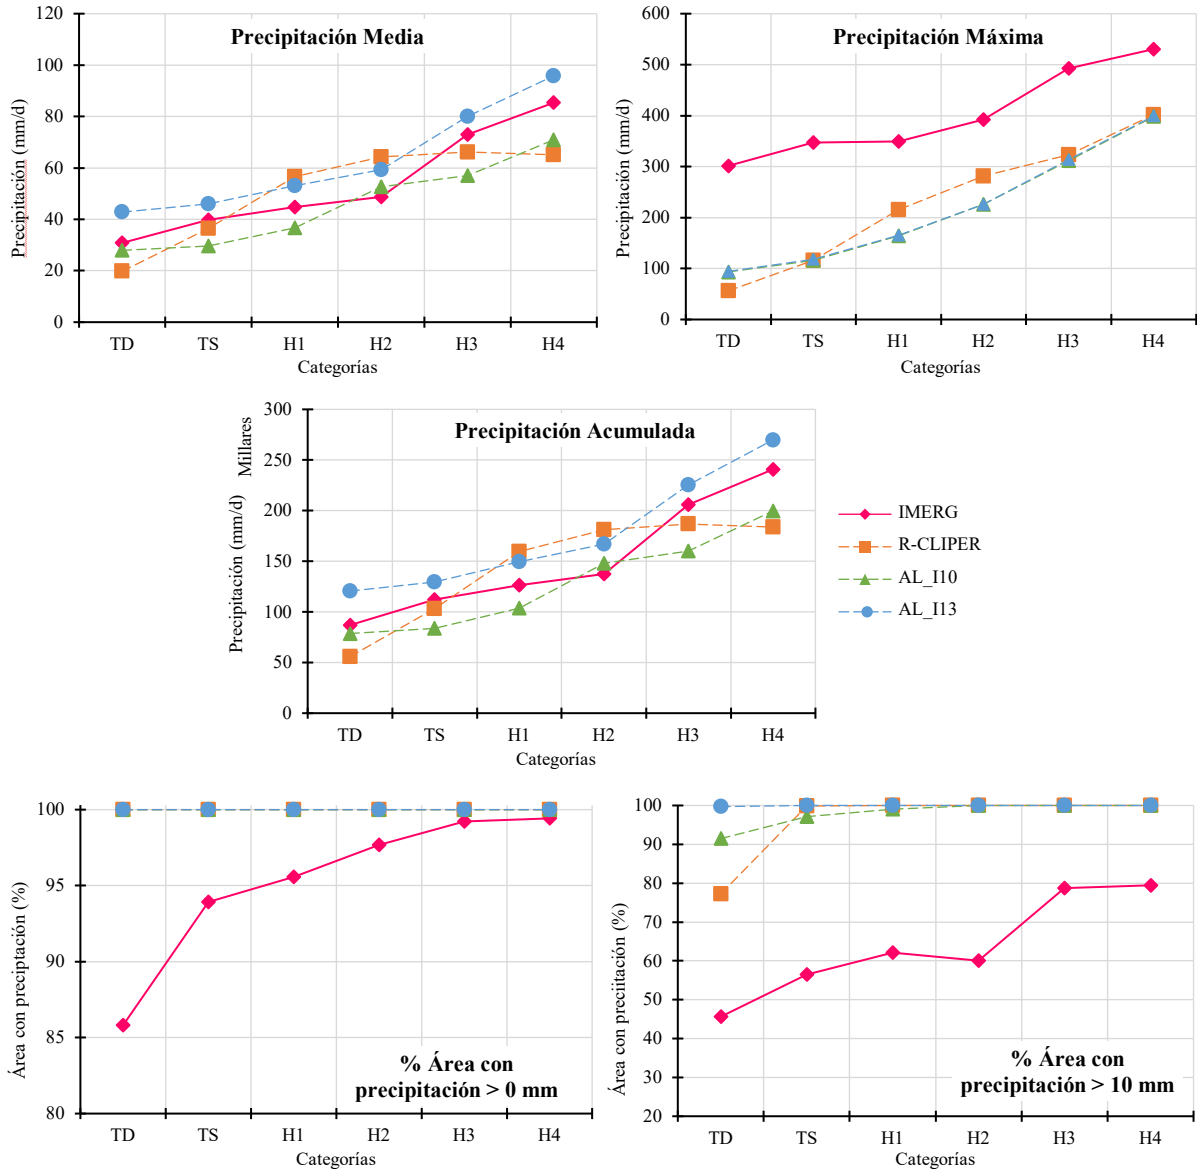 Precipitación Media
Precipitación (mm/d)
120
100
80
60
40
20
0
TD TS H1 H2 H3 H4
Categorías
Precipitación Máxima
Precipitación (mm/d)
600
500
400
300
200
100
0
TD TS H1 H2 H3 H4
Categorías
Precipitación Acumulada
Millares
Precipitación (mm/d)
300
250
200
150
100
50
0
TD TS H1 H2 H3 H4
Categorías
IMERG
R-CLIPER
AL_I10
AL_I13
Área con preciptación (%)
100
95
90
85
80
% Área con
precipitación > 0 mm
TD TS H1 H2 H3 H4
Categorías
Área con preciïtación (%)
100
90
80
70
60
50
40
30
20
% Área con
precipitación > 10 mm
TD TS H1 H2 H3 H4
Categorías